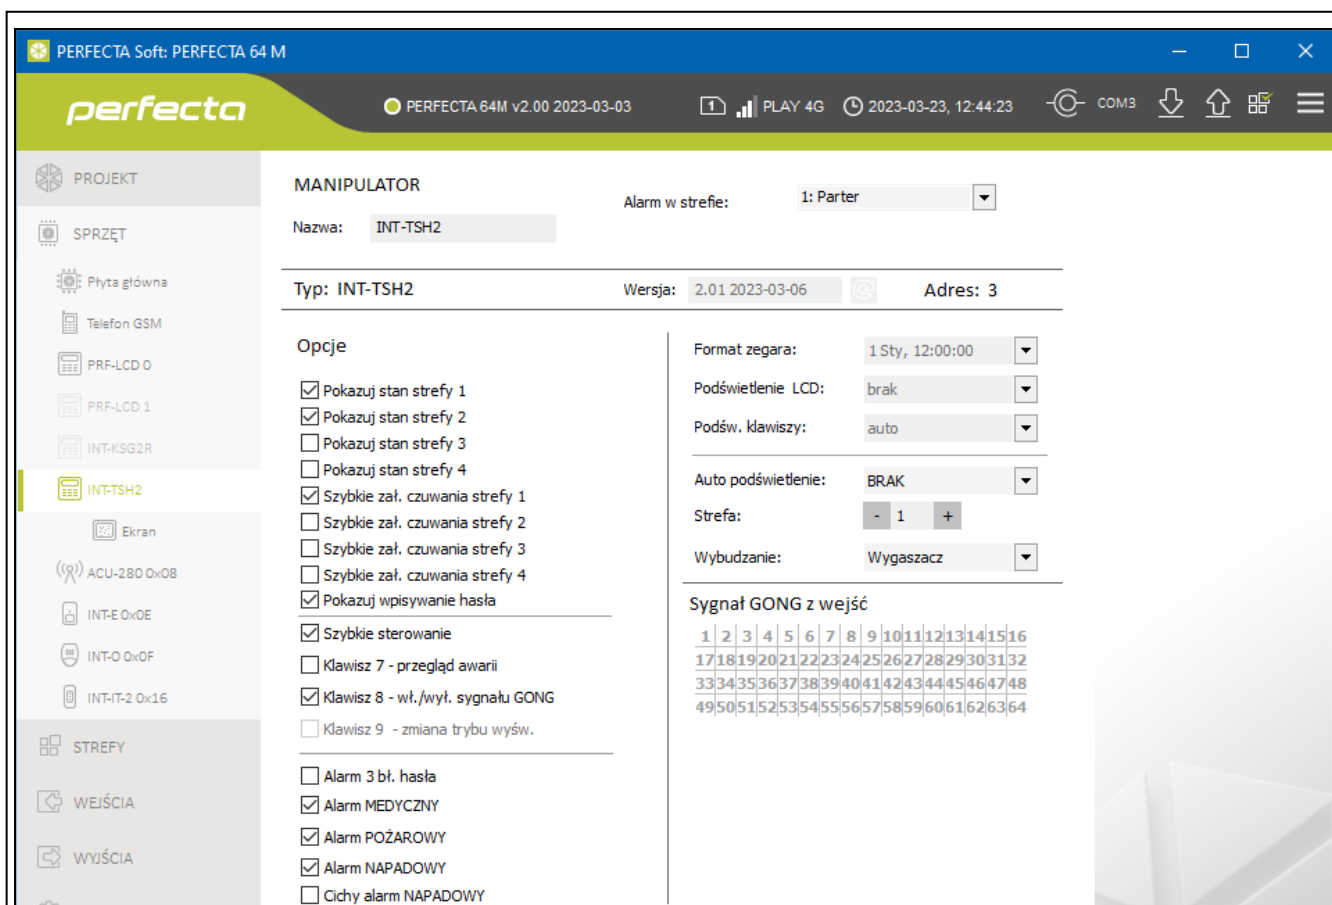 PERFECTA Soft: PERFECTA 64 M
perfecta
PERFECTA 64M v2.00 2023-03-03
1
PLAY 4G
2023-03-23, 12:44:23
COM3
PROJEKT
SPRZĘT
Płyta główna
Telefon GSM
PRF-LCD 0
PRF-LCD 1
INT-KSG2R
INT-TSH2
Ekran
ACU-280 0x08
INT-E 0x0E
INT-O 0x0F
INT-IT-2 0x16
STREFY
WEJŚCIA
WYJŚCIA
MANIPULATOR
Nazwa: INT-TSH2
Alarm w strefie: 1: Parter
Typ: INT-TSH2
Wersja: 2.01 2023-03-06
Adres: 3
Opcje
Pokazuj stan strefy 1
Pokazuj stan strefy 2
Pokazuj stan strefy 3
Pokazuj stan strefy 4
Szybkie zał. czuwania strefy 1
Szybkie zał. czuwania strefy 2
Szybkie zał. czuwania strefy 3
Szybkie zał. czuwania strefy 4
Pokazuj wpisywanie hasła
Szybkie sterowanie
Klawisz 7 - przegląd awarii
Klawisz 8 - wł./wył. sygnału GONG
Klawisz 9 - zmiana trybu wyśw.
Alarm 3 bł. hasła
Alarm MEDYCZNY
Alarm POŻAROWY
Alarm NAPADOWY
Cichy alarm NAPADOWY
Format zegara: 1 Sty, 12:00:00
Podświetlenie LCD: brak
Podśw. klawiszy: auto
Auto podświetlenie: BRAK
Strefa: - 1 +
Wybudzanie: Wygaszacz
Sygnał GONG z wejść
1 2 3 4 5 6 7 8 9 10 11 12 13 14 15 16
17 18 19 20 21 22 23 24 25 26 27 28 29 30 31 32
33 34 35 36 37 38 39 40 41 42 43 44 45 46 47 48
49 50 51 52 53 54 55 56 57 58 59 60 61 62 63 64